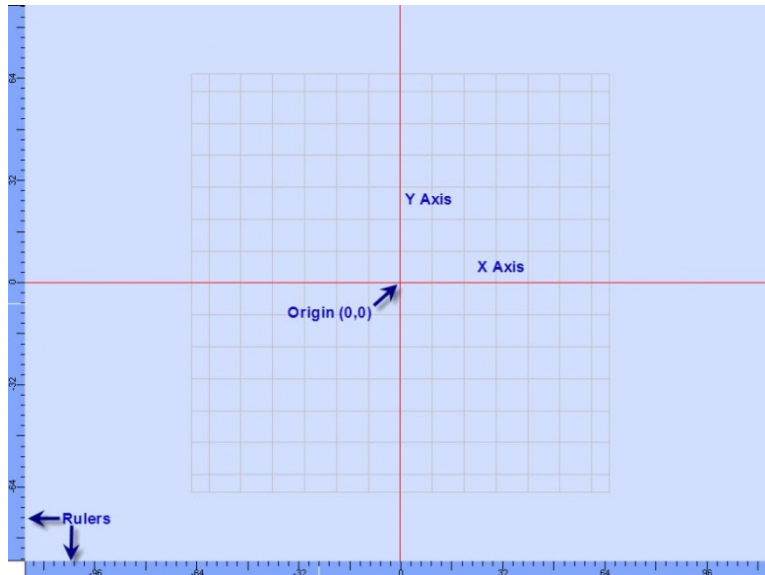 64
32
Y Axis
X Axis
0
Origin (0,0)
-32
-64
Rulers
-96 -64 -32 0 32 64 96